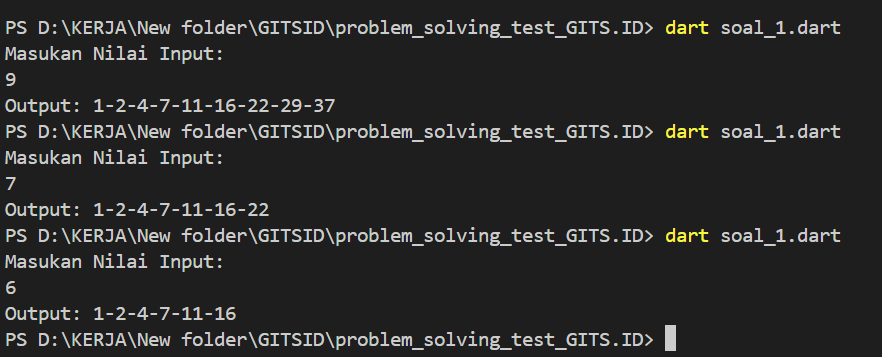 PS D:\KERJA\New folder\GITSID\problem_solving_test_GITS.ID> dart soal_1.dart
Masukan Nilai Input:
9
Output: 1-2-4-7-11-16-22-29-37
PS D:\KERJA\New folder\GITSID\problem_solving_test_GITS.ID> dart soal_1.dart
Masukan Nilai Input:
7
Output: 1-2-4-7-11-16-22
PS D:\KERJA\New folder\GITSID\problem_solving_test_GITS.ID> dart soal_1.dart
Masukan Nilai Input:
6
Output: 1-2-4-7-11-16
PS D:\KERJA\New folder\GITSID\problem_solving_test_GITS.ID>